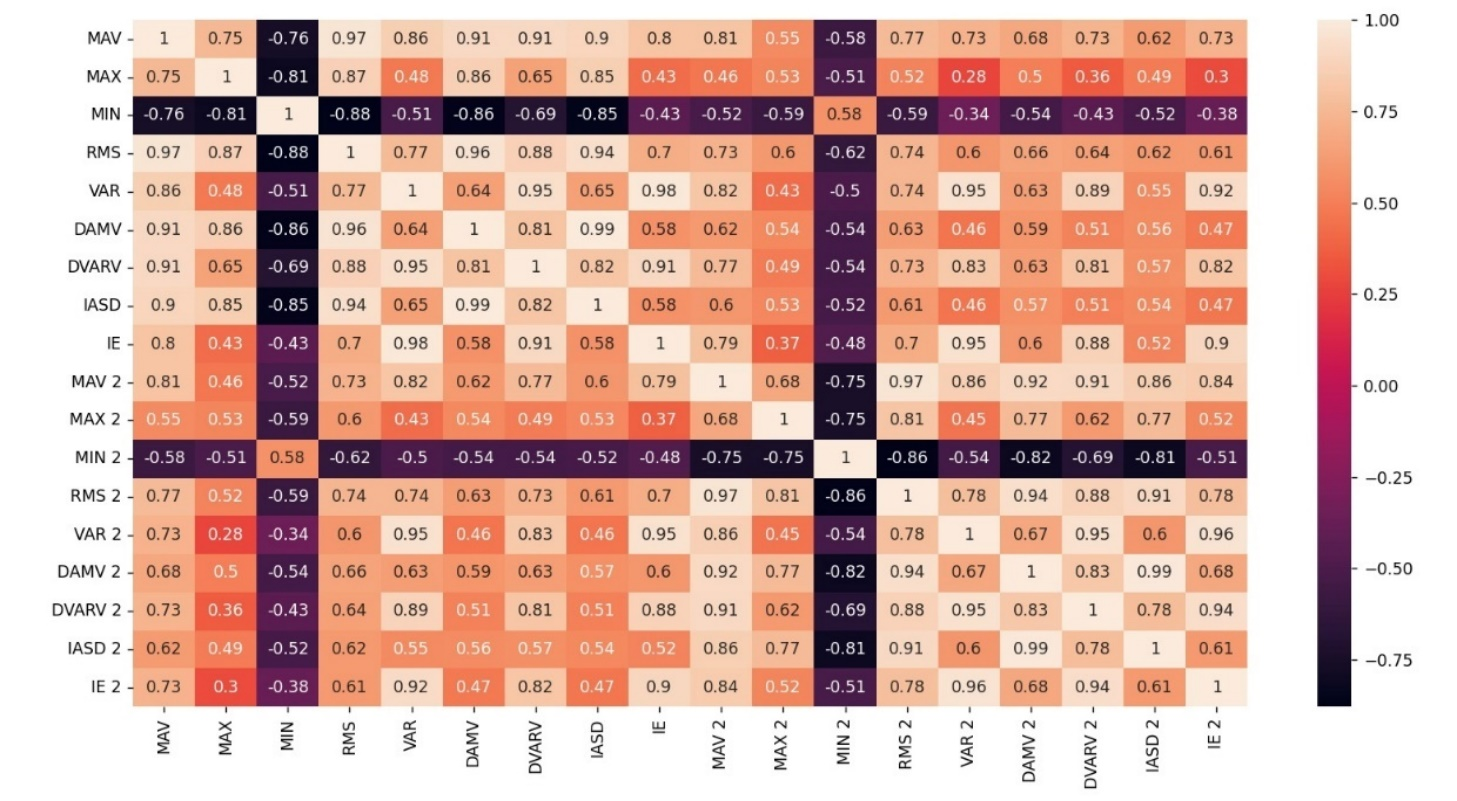 MAV 1 0.75 -0.76 0.97 0.86 0.91 0.91 0.9 0.8 0.81 0.55 -0.58 0.77 0.73 0.68 0.73 0.62 0.73
MAX 0.75 1 -0.81 0.87 0.48 0.86 0.65 0.85 0.43 0.46 0.53 -0.51 0.52 0.28 0.5 0.36 0.49 0.3
MIN -0.76 -0.81 1 -0.88 -0.51 -0.86 -0.69 -0.85 -0.43 -0.52 -0.59 0.58 -0.59 -0.34 -0.54 -0.43 -0.52 -0.38
RMS 0.97 0.87 -0.88 1 0.77 0.96 0.88 0.94 0.7 0.73 0.6 -0.62 0.74 0.6 0.66 0.64 0.62 0.61
VAR 0.86 0.48 -0.51 0.77 1 0.64 0.95 0.65 0.98 0.82 0.43 -0.5 0.74 0.95 0.63 0.89 0.55 0.92
DAMV 0.91 0.86 -0.86 0.96 0.64 1 0.81 0.99 0.58 0.62 0.54 -0.54 0.63 0.46 0.59 0.51 0.56 0.47
DVARV 0.91 0.65 -0.69 0.88 0.95 0.81 1 0.82 0.91 0.77 0.49 -0.54 0.73 0.83 0.63 0.81 0.57 0.82
IASD 0.9 0.85 -0.85 0.94 0.65 0.99 0.82 1 0.58 0.6 0.53 -0.52 0.61 0.46 0.57 0.51 0.54 0.47
IE 0.8 0.43 -0.43 0.7 0.98 0.58 0.91 0.58 1 0.79 0.37 -0.48 0.7 0.95 0.6 0.88 0.52 0.9
MAV 2 0.81 0.46 -0.52 0.73 0.82 0.62 0.77 0.6 0.79 1 0.68 -0.75 0.97 0.86 0.92 0.91 0.86 0.84
MAX 2 0.55 0.53 -0.59 0.6 0.43 0.54 0.49 0.53 0.37 0.68 1 -0.75 0.81 0.45 0.77 0.62 0.77 0.52
MIN 2 -0.58 -0.51 0.58 -0.62 -0.5 -0.54 -0.54 -0.52 -0.48 -0.75 -0.75 1 -0.86 -0.54 -0.82 -0.69 -0.81 -0.51
RMS 2 0.77 0.52 -0.59 0.74 0.74 0.63 0.73 0.61 0.7 0.97 0.81 -0.86 1 0.78 0.94 0.88 0.91 0.78
VAR 2 0.73 0.28 -0.34 0.6 0.95 0.46 0.83 0.46 0.95 0.86 0.45 -0.54 0.78 1 0.67 0.95 0.6 0.96
DAMV 2 0.68 0.5 -0.54 0.66 0.63 0.59 0.63 0.57 0.6 0.92 0.77 -0.82 0.94 0.67 1 0.83 0.99 0.68
DVARV 2 0.73 0.36 -0.43 0.64 0.89 0.51 0.81 0.51 0.88 0.91 0.62 -0.69 0.88 0.95 0.83 1 0.78 0.94
IASD 2 0.62 0.49 -0.52 0.62 0.55 0.56 0.57 0.54 0.52 0.86 0.77 -0.81 0.91 0.6 0.99 0.78 1 0.61
IE 2 0.73 0.3 -0.38 0.61 0.92 0.47 0.82 0.47 0.9 0.84 0.52 -0.51 0.78 0.96 0.68 0.94 0.61 1
MAV MAX MIN RMS VAR DAMV DVARV IASD IE MAV 2 MAX 2 MIN 2 RMS 2 VAR 2 DAMV 2 DVARV 2 IASD 2 IE 2
1.00
0.75
0.50
0.25
0.00
−0.25
−0.50
−0.75